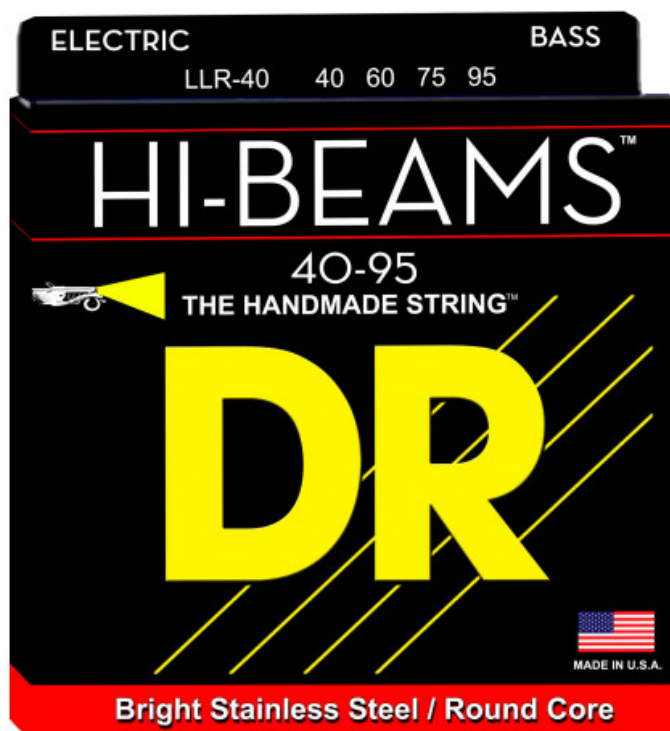 ELECTRIC BASS
LLR-40 40 60 75 95
HI-BEAMS™
40-95
THE HANDMADE STRING™
DR
MADE IN U.S.A.
Bright Stainless Steel / Round Core